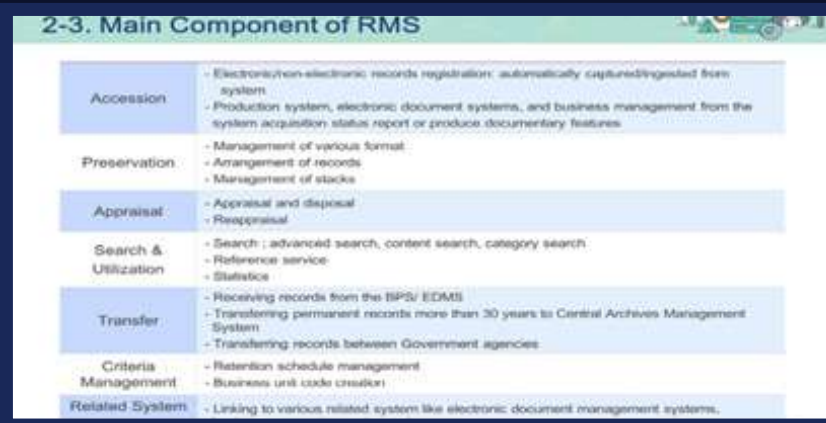 2-3. Main Component of RMS
Accession
- Electronic/non-electronic records registration: automatically captured/ingested from
system
- Production system, electronic document systems, and business management from the
system acquisition status report or produce documentary features
Preservation
- Management of various format
- Arrangement of records
- Management of stacks
Appraisal
- Appraisal and disposal
- Reappraisal
Search &
Utilization
- Search ; advanced search, content search, category search
- Reference service
- Statistics
Transfer
- Receiving records from the BPS/ EDMS
- Transferring permanent records more than 30 years to Central Archives Management
System
- Transferring records between Government agencies
Criteria
Management
- Retention schedule management
- Business unit code creation
Related System
- Linking to various related system like electronic document management systems,